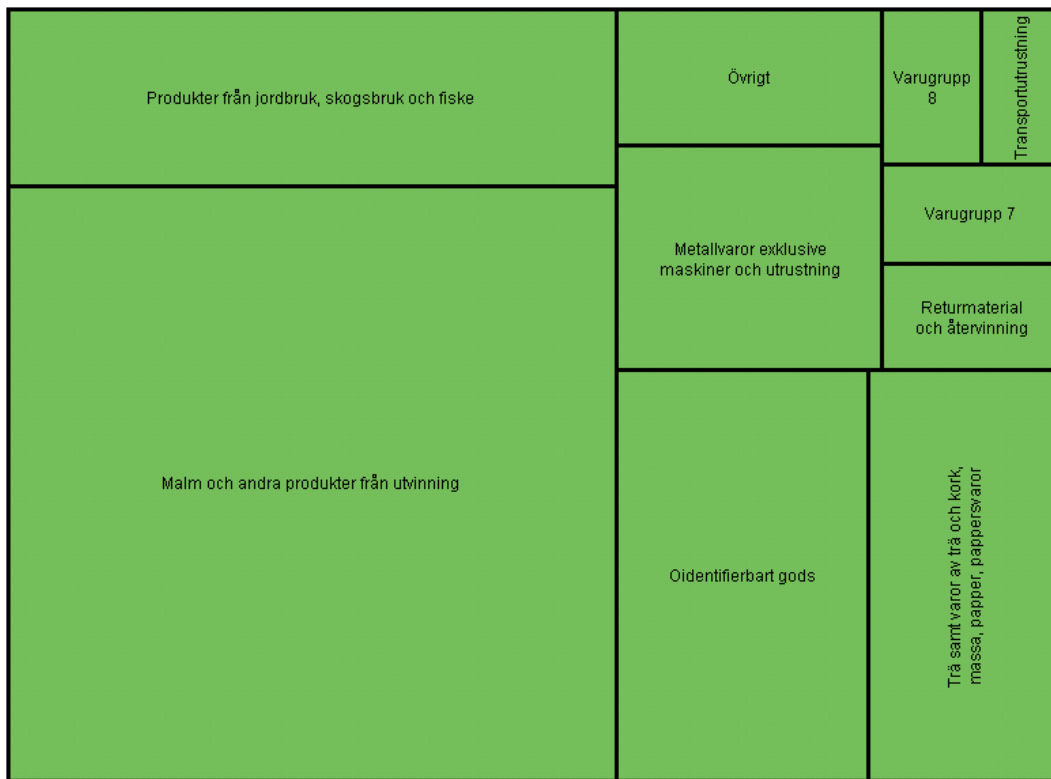 Produkter från jordbruk, skogsbruk och fiske
Malm och andra produkter från utvinning
Övrigt
Metallvaror exklusive
maskiner och utrustning
Varugrupp
8
Transportutrustning
Varugrupp 7
Returmaterial
och återvinning
Oidentifierbart gods
Trä samt varor av trä och kork,
massa, papper, pappersvaror